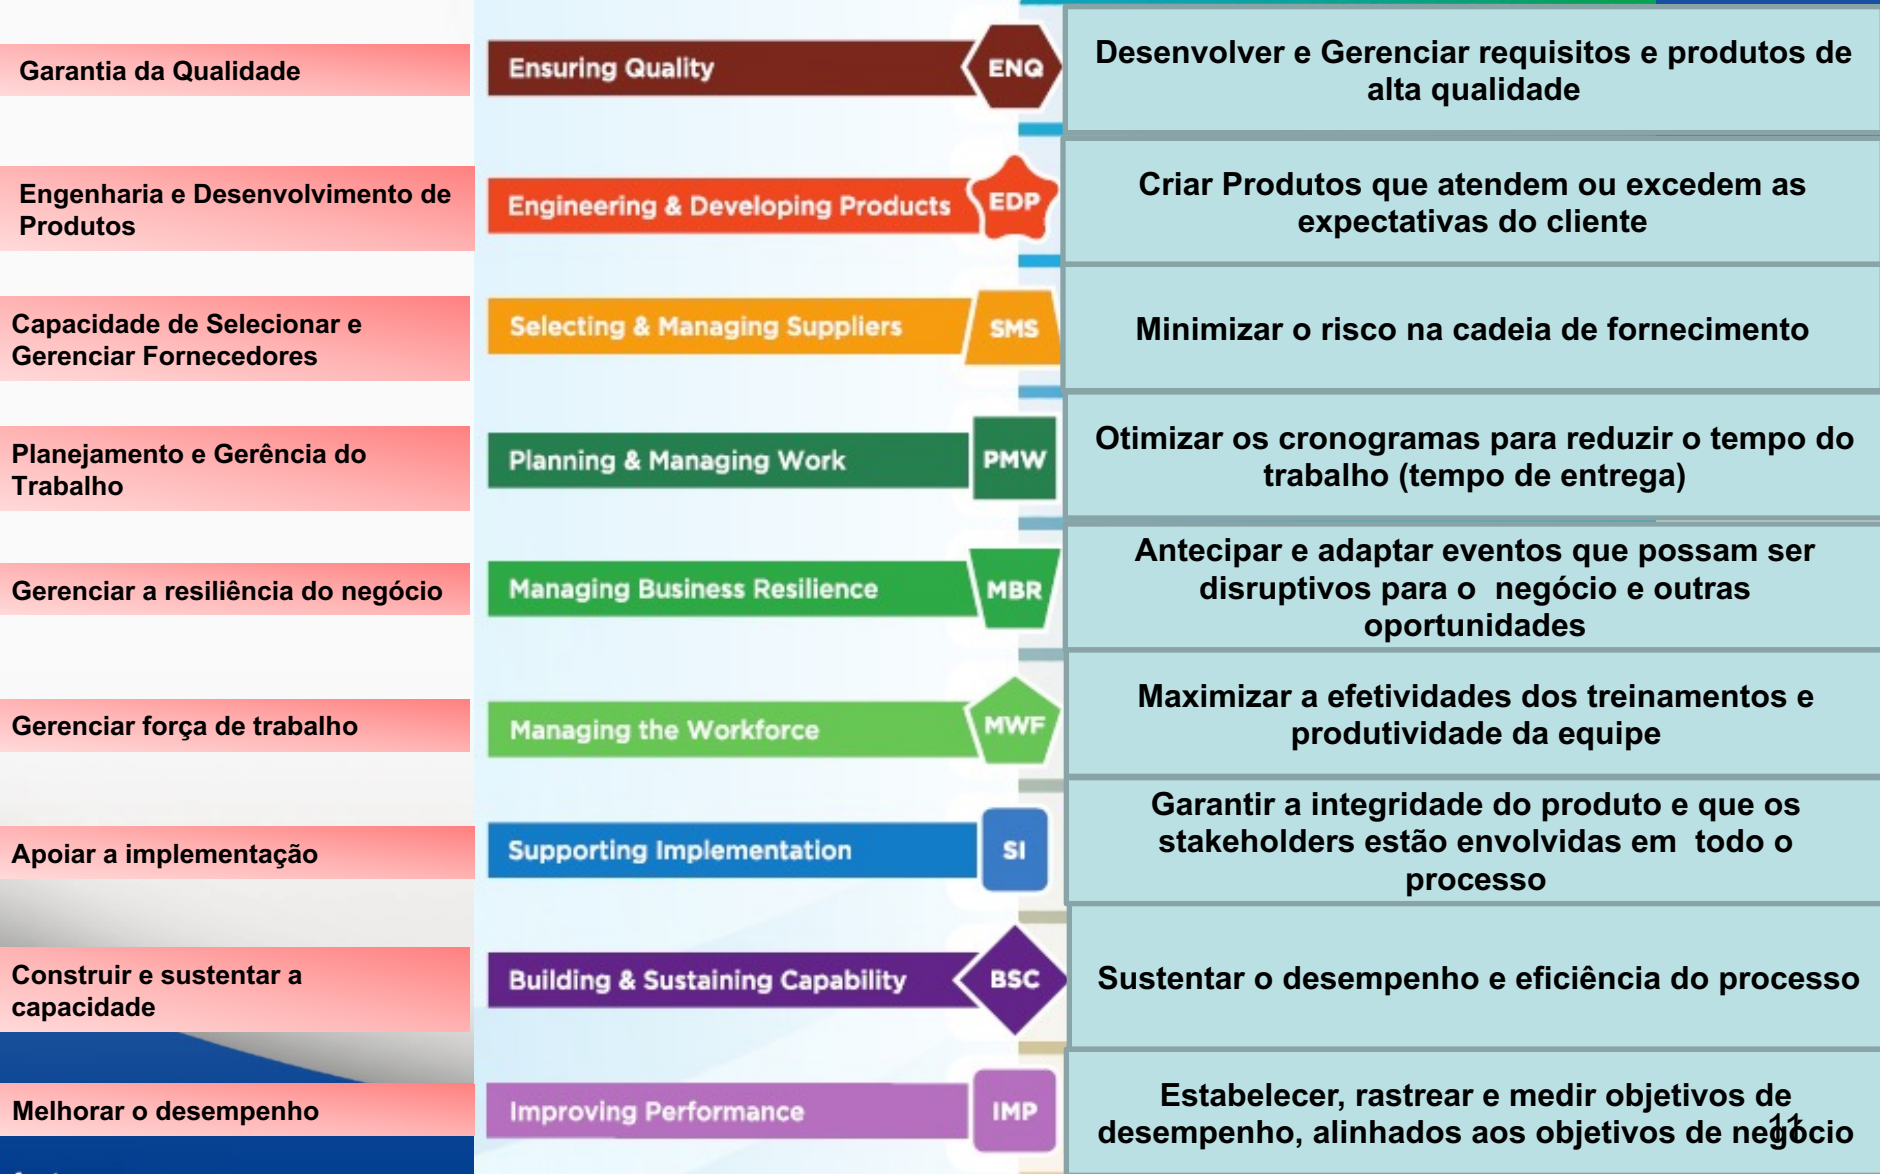 Garantia da Qualidade
Ensuring Quality
ENQ
Desenvolver e Gerenciar requisitos e produtos de
alta qualidade
Engenharia e Desenvolvimento de
Produtos
Engineering & Developing Products
EDP
Criar Produtos que atendem ou excedem as
expectativas do cliente
Capacidade de Selecionar e
Gerenciar Fornecedores
Selecting & Managing Suppliers
SMS
Minimizar o risco na cadeia de fornecimento
Planejamento e Gerência do
Trabalho
Planning & Managing Work
PMW
Otimizar os cronogramas para reduzir o tempo do
trabalho (tempo de entrega)
Gerenciar a resiliência do negócio
Managing Business Resilience
MBR
Antecipar e adaptar eventos que possam ser
disruptivos para o negócio e outras
oportunidades
Gerenciar força de trabalho
Managing the Workforce
MWF
Maximizar a efetividades dos treinamentos e
produtividade da equipe
Apoiar a implementação
Supporting Implementation
SI
Garantir a integridade do produto e que os
stakeholders estão envolvidas em todo o
processo
Construir e sustentar a
capacidade
Building & Sustaining Capability
BSC
Sustentar o desempenho e eficiência do processo
Melhorar o desempenho
Improving Performance
IMP
Estabelecer, rastrear e medir objetivos de
desempenho, alinhados aos objetivos de negócio
11